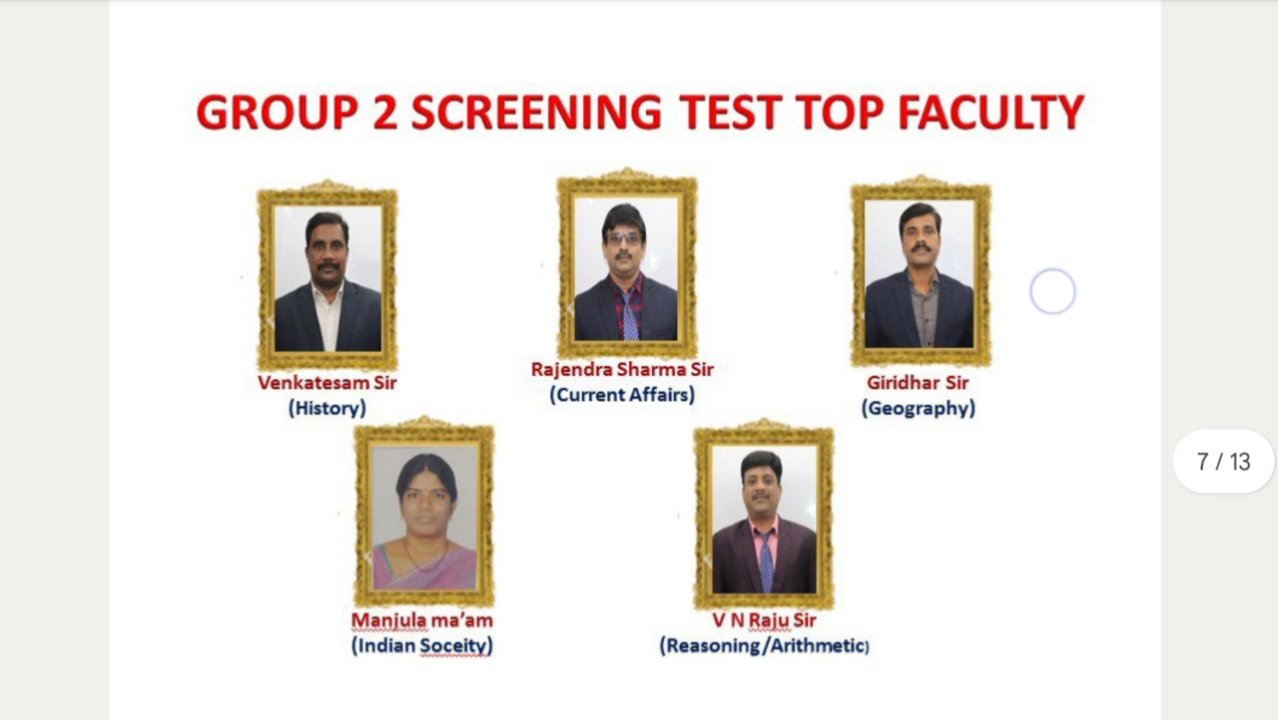 GROUP 2 SCREENING TEST TOP FACULTY
Venkatesam Sir
(History)
Rajendra Sharma Sir
(Current Affairs)
Giridhar Sir
(Geography)
7 / 13
Manjula ma'am
(Indian Soceity)
V N Raju Sir
(Reasoning/Arithmetic)